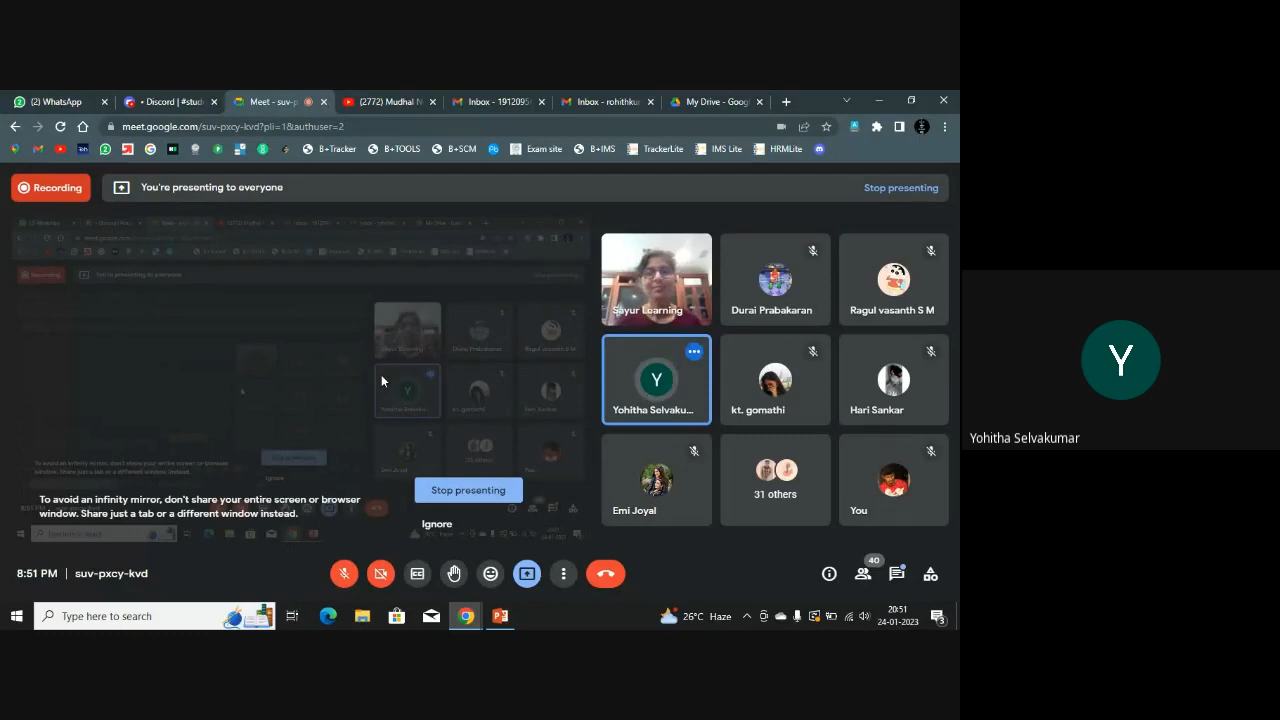 (2) WhatsApp
• Discord | #stud
Meet - suv-p
(2772) Mudhal N
Inbox - 1912095
Inbox - rohithku
My Drive - Goog
meet.google.com/suv-pxcy-kvd?pli=1&authuser=2
B+Tracker
B+TOOLS
B+SCM
Exam site
B+IMS
TrackerLite
IMS Lite
HRMLite
Recording
You're presenting to everyone
Stop presenting
Sayur Learning
Durai Prabakaran
Ragul vasanth S M
Y
Yohitha Selvaku...
kt. gomathi
Hari Sankar
Emi Joyal
31 others
You
To avoid an infinity mirror, don't share your entire screen or browser
window. Share just a tab or a different window instead.
Stop presenting
Ignore
8:51 PM | suv-pxcy-kvd
40
Type here to search
26°C Haze
20:51
24-01-2023
3
Y
Yohitha Selvakumar